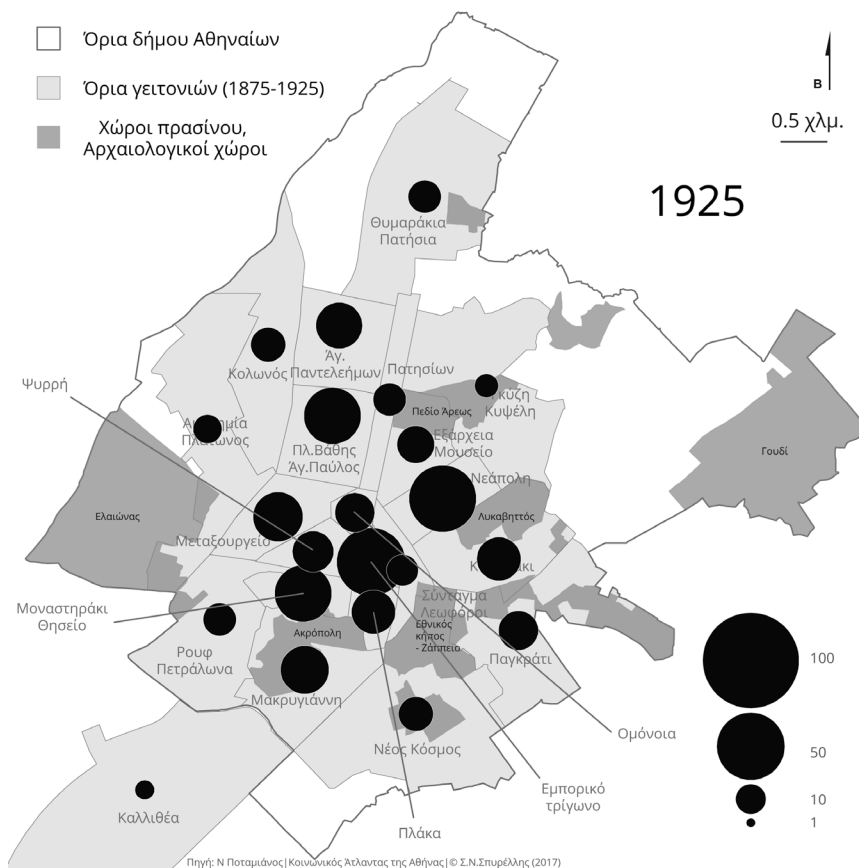 Όρια δήμου Αθηναίων
Όρια γειτονιών (1875-1925)
Χώροι πρασίνου,
Αρχαιολογικοί χώροι
B
0.5 χλμ.
1925
Θυμαράκια
Πατήσια
Άγ.
Παντελεήμων
Κολωνός
Πατησίων
Ψυρρή
Πεδίο Άρεως
Κυψέλη
Πλάτωνος
Εξάρχεια
Μουσείο
Πλ.Βάθης
Άγ.Παύλος
Γουδί
Νεάπολη
Ελαιώνας
Λυκαβηττός
Μεταξουργείο
Σύνταγμα
Λεωφόροι
Μοναστηράκι
Θησείο
Ακρόπολη
Εθνικός
κήπος
- Ζάππειο
Ρουφ
Πετράλωνα
Παγκράτι
Μακρυγιάννη
Νέος Κόσμος
Ομόνοια
Εμπορικό
τρίγωνο
Καλλιθέα
Πλάκα
100
50
10
1
Πηγή: Ν Ποταμιάνος|Κοινωνικός Άτλαντας της Αθήνας|© Σ.Ν.Σπυρέλλης (2017)